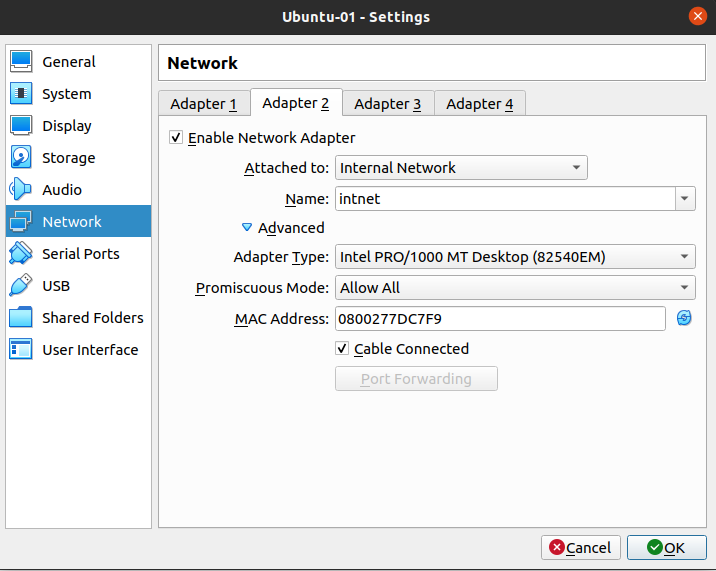 Ubuntu-01 - Settings
General
System
Display
Storage
Audio
Network
Serial Ports
USB
Shared Folders
User Interface
Network
Adapter 1 Adapter 2 Adapter 3 Adapter 4
Enable Network Adapter
Attached to: Internal Network
Name: intnet
Advanced
Adapter Type: Intel PRO/1000 MT Desktop (82540EM)
Promiscuous Mode: Allow All
MAC Address: 0800277DC7F9
Cable Connected
Port Forwarding
Cancel OK